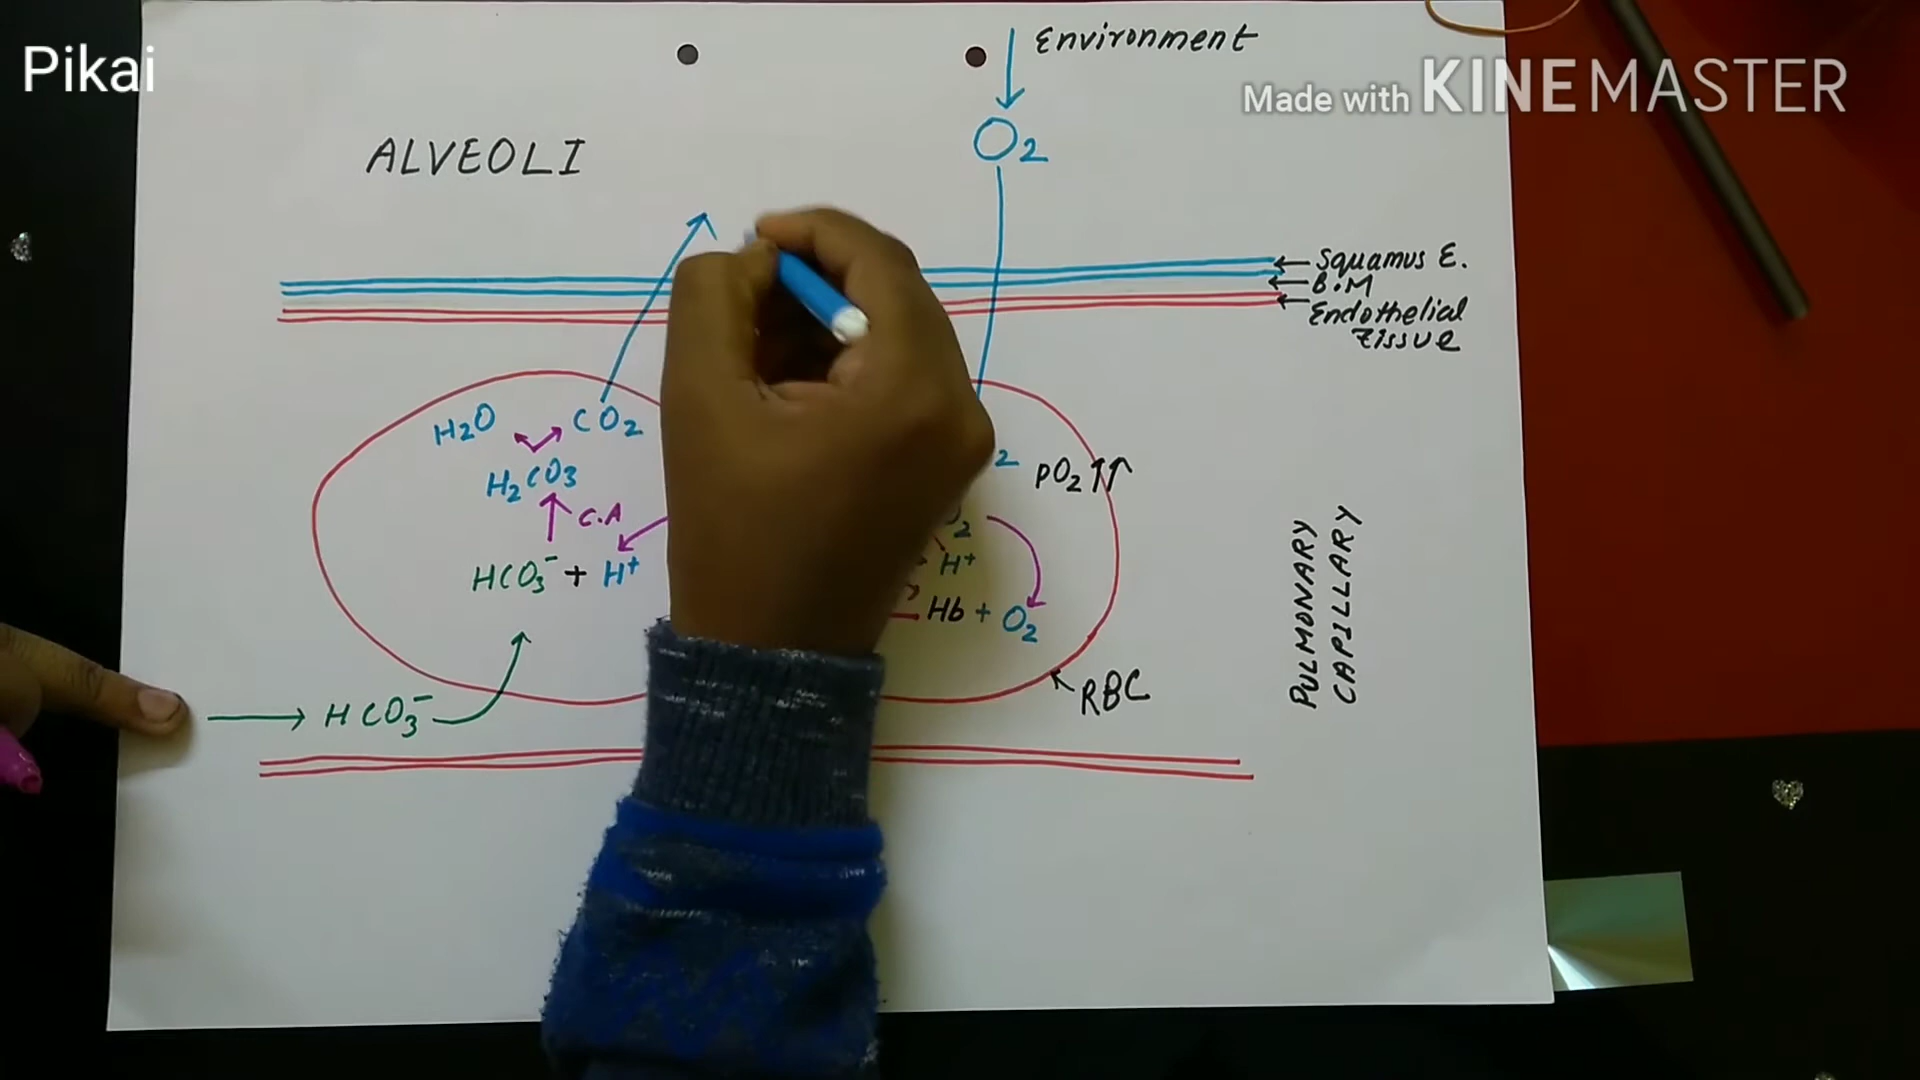 Pikai
Environment
Made with KINEMASTER
O2
ALVEOLI
Squamus E.
B.M
Endothelial
Tissue
H2O CO2
H2CO3
PO2↑↑
C.A
HCO3⁻ + H⁺
H⁺
Hb + O2
RBC
→ HCO3⁻
PULMONARY
CAPILLARY